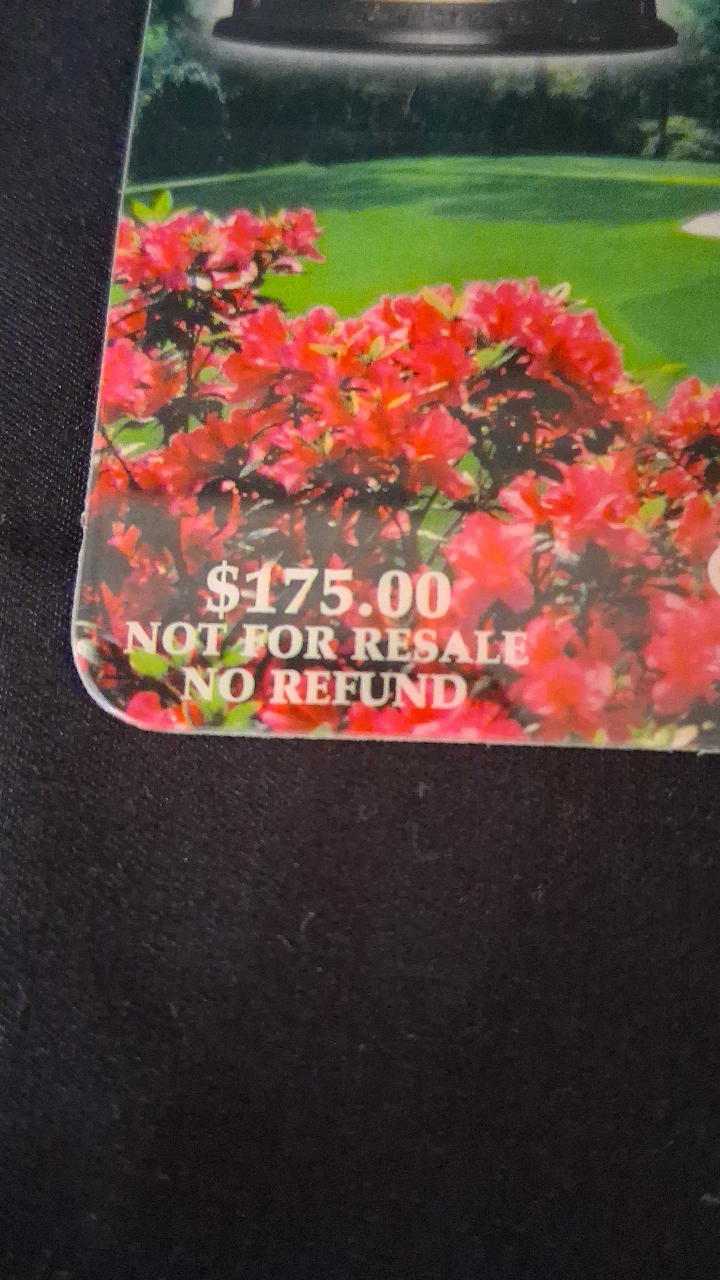 $175.00
NOT FOR RESALE
NO REFUND